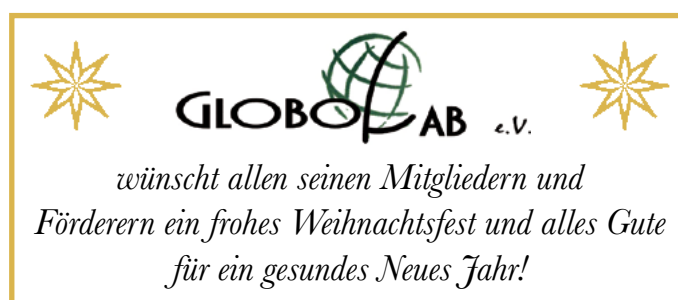 GLOBOLAB e.V.
wünscht allen seinen Mitgliedern und
Förderern ein frohes Weihnachtsfest und alles Gute
für ein gesundes Neues Jahr!